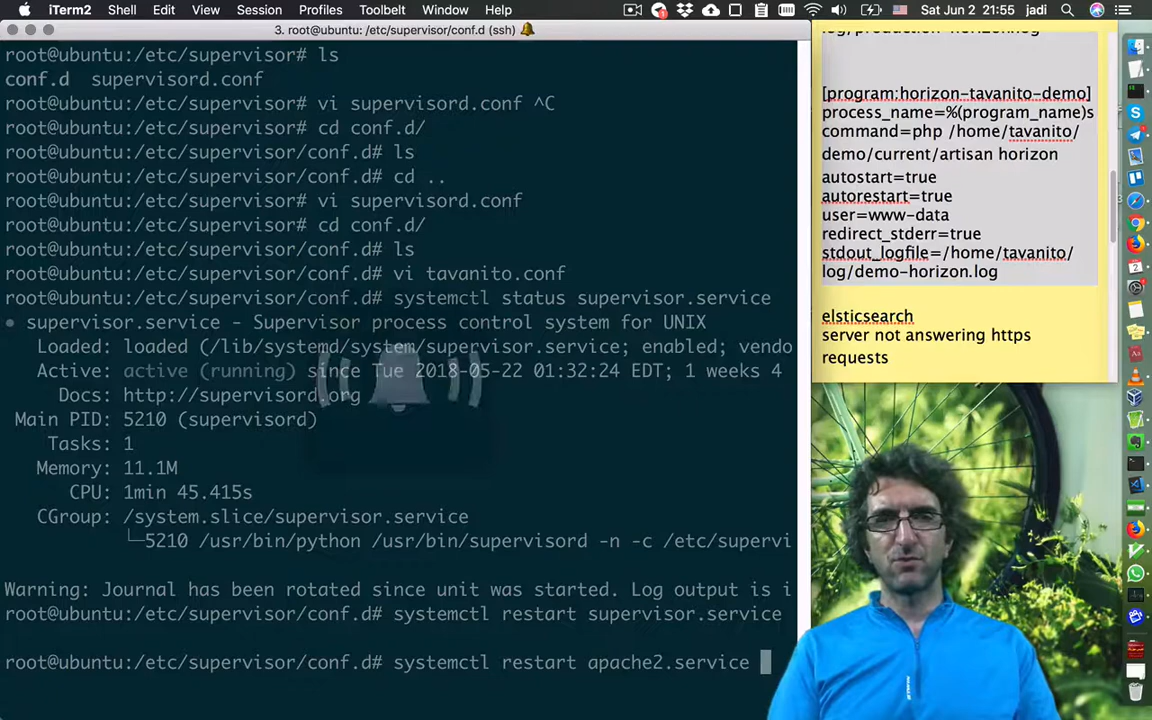 iTerm2 Shell Edit View Session Profiles Toolbelt Window Help
Sat Jun 2 21:55 jadi
3. root@ubuntu: /etc/supervisor/conf.d (ssh)
root@ubuntu:/etc/supervisor# ls
conf.d supervisord.conf
root@ubuntu:/etc/supervisor# vi supervisord.conf ^C
root@ubuntu:/etc/supervisor# cd conf.d/
root@ubuntu:/etc/supervisor/conf.d# ls
root@ubuntu:/etc/supervisor/conf.d# cd ..
root@ubuntu:/etc/supervisor# vi supervisord.conf
root@ubuntu:/etc/supervisor# cd conf.d/
root@ubuntu:/etc/supervisor/conf.d# ls
root@ubuntu:/etc/supervisor/conf.d# vi tavanito.conf
root@ubuntu:/etc/supervisor/conf.d# systemctl status supervisor.service
● supervisor.service - Supervisor process control system for UNIX
Loaded: loaded (/lib/systemd/system/supervisor.service; enabled; vendo
Active: active (running) since Tue 2018-05-22 01:32:24 EDT; 1 weeks 4
Docs: http://supervisord.org
Main PID: 5210 (supervisord)
Tasks: 1
Memory: 11.1M
CPU: 1min 45.415s
CGroup: /system.slice/supervisor.service
└─5210 /usr/bin/python /usr/bin/supervisord -n -c /etc/supervi
Warning: Journal has been rotated since unit was started. Log output is i
root@ubuntu:/etc/supervisor/conf.d# systemctl restart supervisor.service
root@ubuntu:/etc/supervisor/conf.d# systemctl restart apache2.service
log/production-horizon.log
[program:horizon-tavanito-demo]
process_name=%(program_name)s
command=php /home/tavanito/
demo/current/artisan horizon
autostart=true
autorestart=true
user=www-data
redirect_stderr=true
stdout_logfile=/home/tavanito/
log/demo-horizon.log
elsticsearch
server not answering https
requests